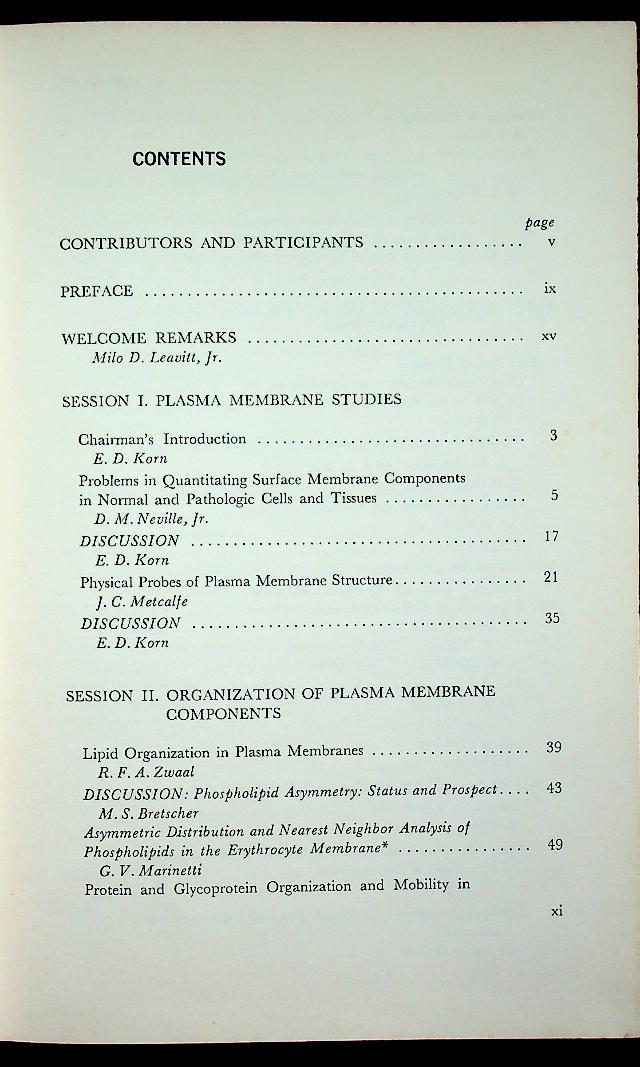 CONTENTS
page
CONTRIBUTORS AND PARTICIPANTS .................. v
PREFACE ............................................. ix
WELCOME REMARKS ................................. xv
Milo D. Leavitt, Jr.
SESSION I. PLASMA MEMBRANE STUDIES
Chairman's Introduction ................................ 3
E. D. Korn
Problems in Quantitating Surface Membrane Components
in Normal and Pathologic Cells and Tissues ................. 5
D. M. Neville, Jr.
DISCUSSION ........................................ 17
E. D. Korn
Physical Probes of Plasma Membrane Structure................ 21
J. C. Metcalfe
DISCUSSION ........................................ 35
E. D. Korn
SESSION II. ORGANIZATION OF PLASMA MEMBRANE
COMPONENTS
Lipid Organization in Plasma Membranes ................... 39
R. F. A. Zwaal
DISCUSSION: Phospholipid Asymmetry: Status and Prospect.... 43
M. S. Bretscher
Asymmetric Distribution and Nearest Neighbor Analysis of
Phospholipids in the Erythrocyte Membrane* ................ 49
G. V. Marinetti
Protein and Glycoprotein Organization and Mobility in
xi